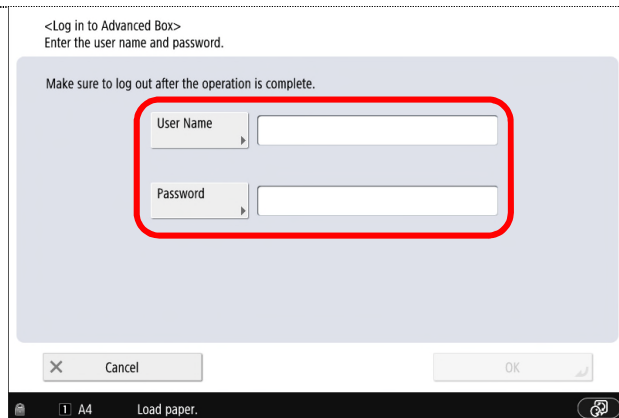 <Log in to Advanced Box>
Enter the user name and password.
Make sure to log out after the operation is complete.
User Name
Password
Cancel
OK
1 A4 Load paper.